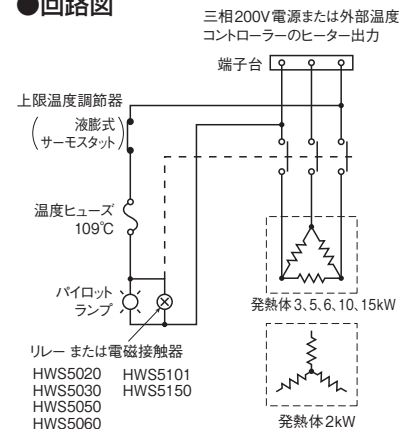 ●回路図
三相200V電源または外部温度
コントローラーのヒーター出力
端子台
上限温度調節器
液膨式
サーモスタット
温度ヒューズ
109℃
パイロット
ランプ
発熱体3、5、6、10、15kW
リレー または電磁接触器
HWS5020 HWS5101
HWS5030 HWS5150
HWS5050
HWS5060
発熱体2kW